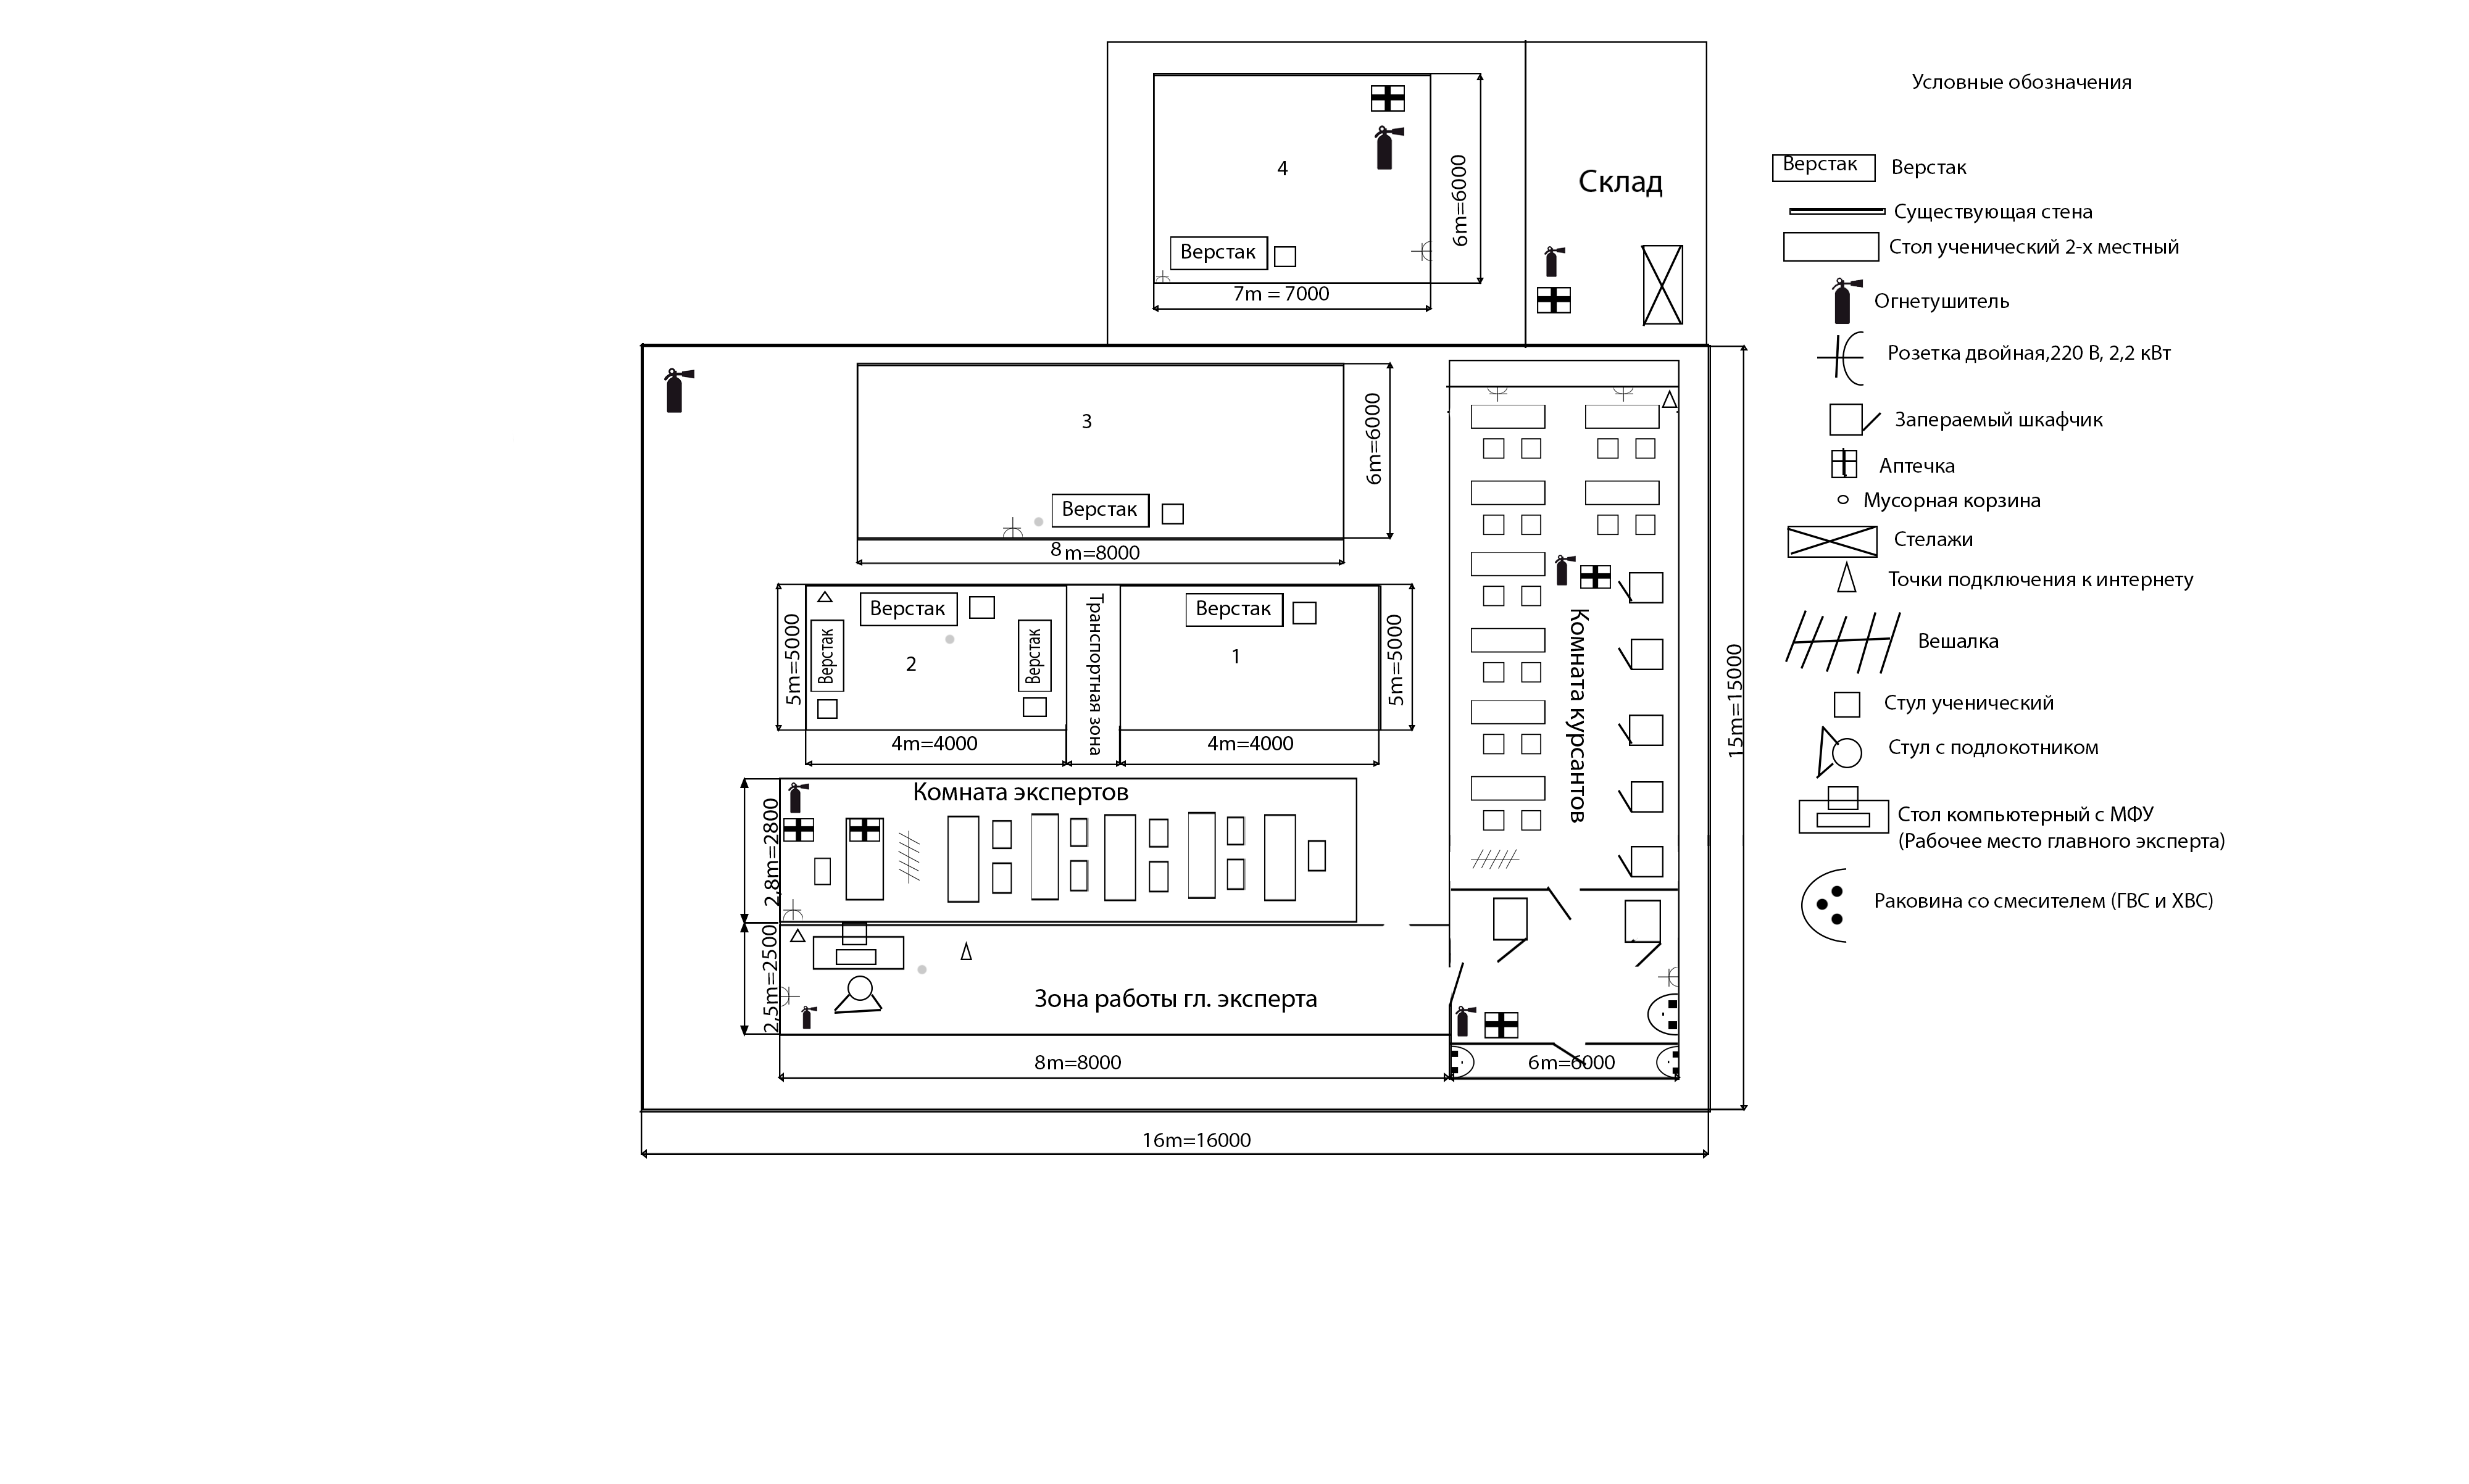 Условные обозначения
4
6m=6000
Склад
Верстак
7m = 7000
Верстак
Верстак
Существующая стена
Стол ученический 2-х местный
Огнетушитель
Розетка двойная,220 В, 2,2 кВт
Запераемый шкафчик
Аптечка
Мусорная корзина
Стелажи
Точки подключения к интернету
Вешалка
Стул ученический
Стул с подлокотником
Стол компьютерный с МФУ
(Рабочее место главного эксперта)
Раковина со смесителем (ГВС и ХВС)
3
6m=6000
Верстак
8 m=8000
5m=5000
Верстак
Верстак
Верстак
2
Транспортная зона
Верстак
1
5m=5000
4m=4000
4m=4000
Комната курсантов
15m=15000
Комната экспертов
2,8m=2800
2,5m=2500
Зона работы гл. эксперта
8m=8000
6m=6000
16m=16000